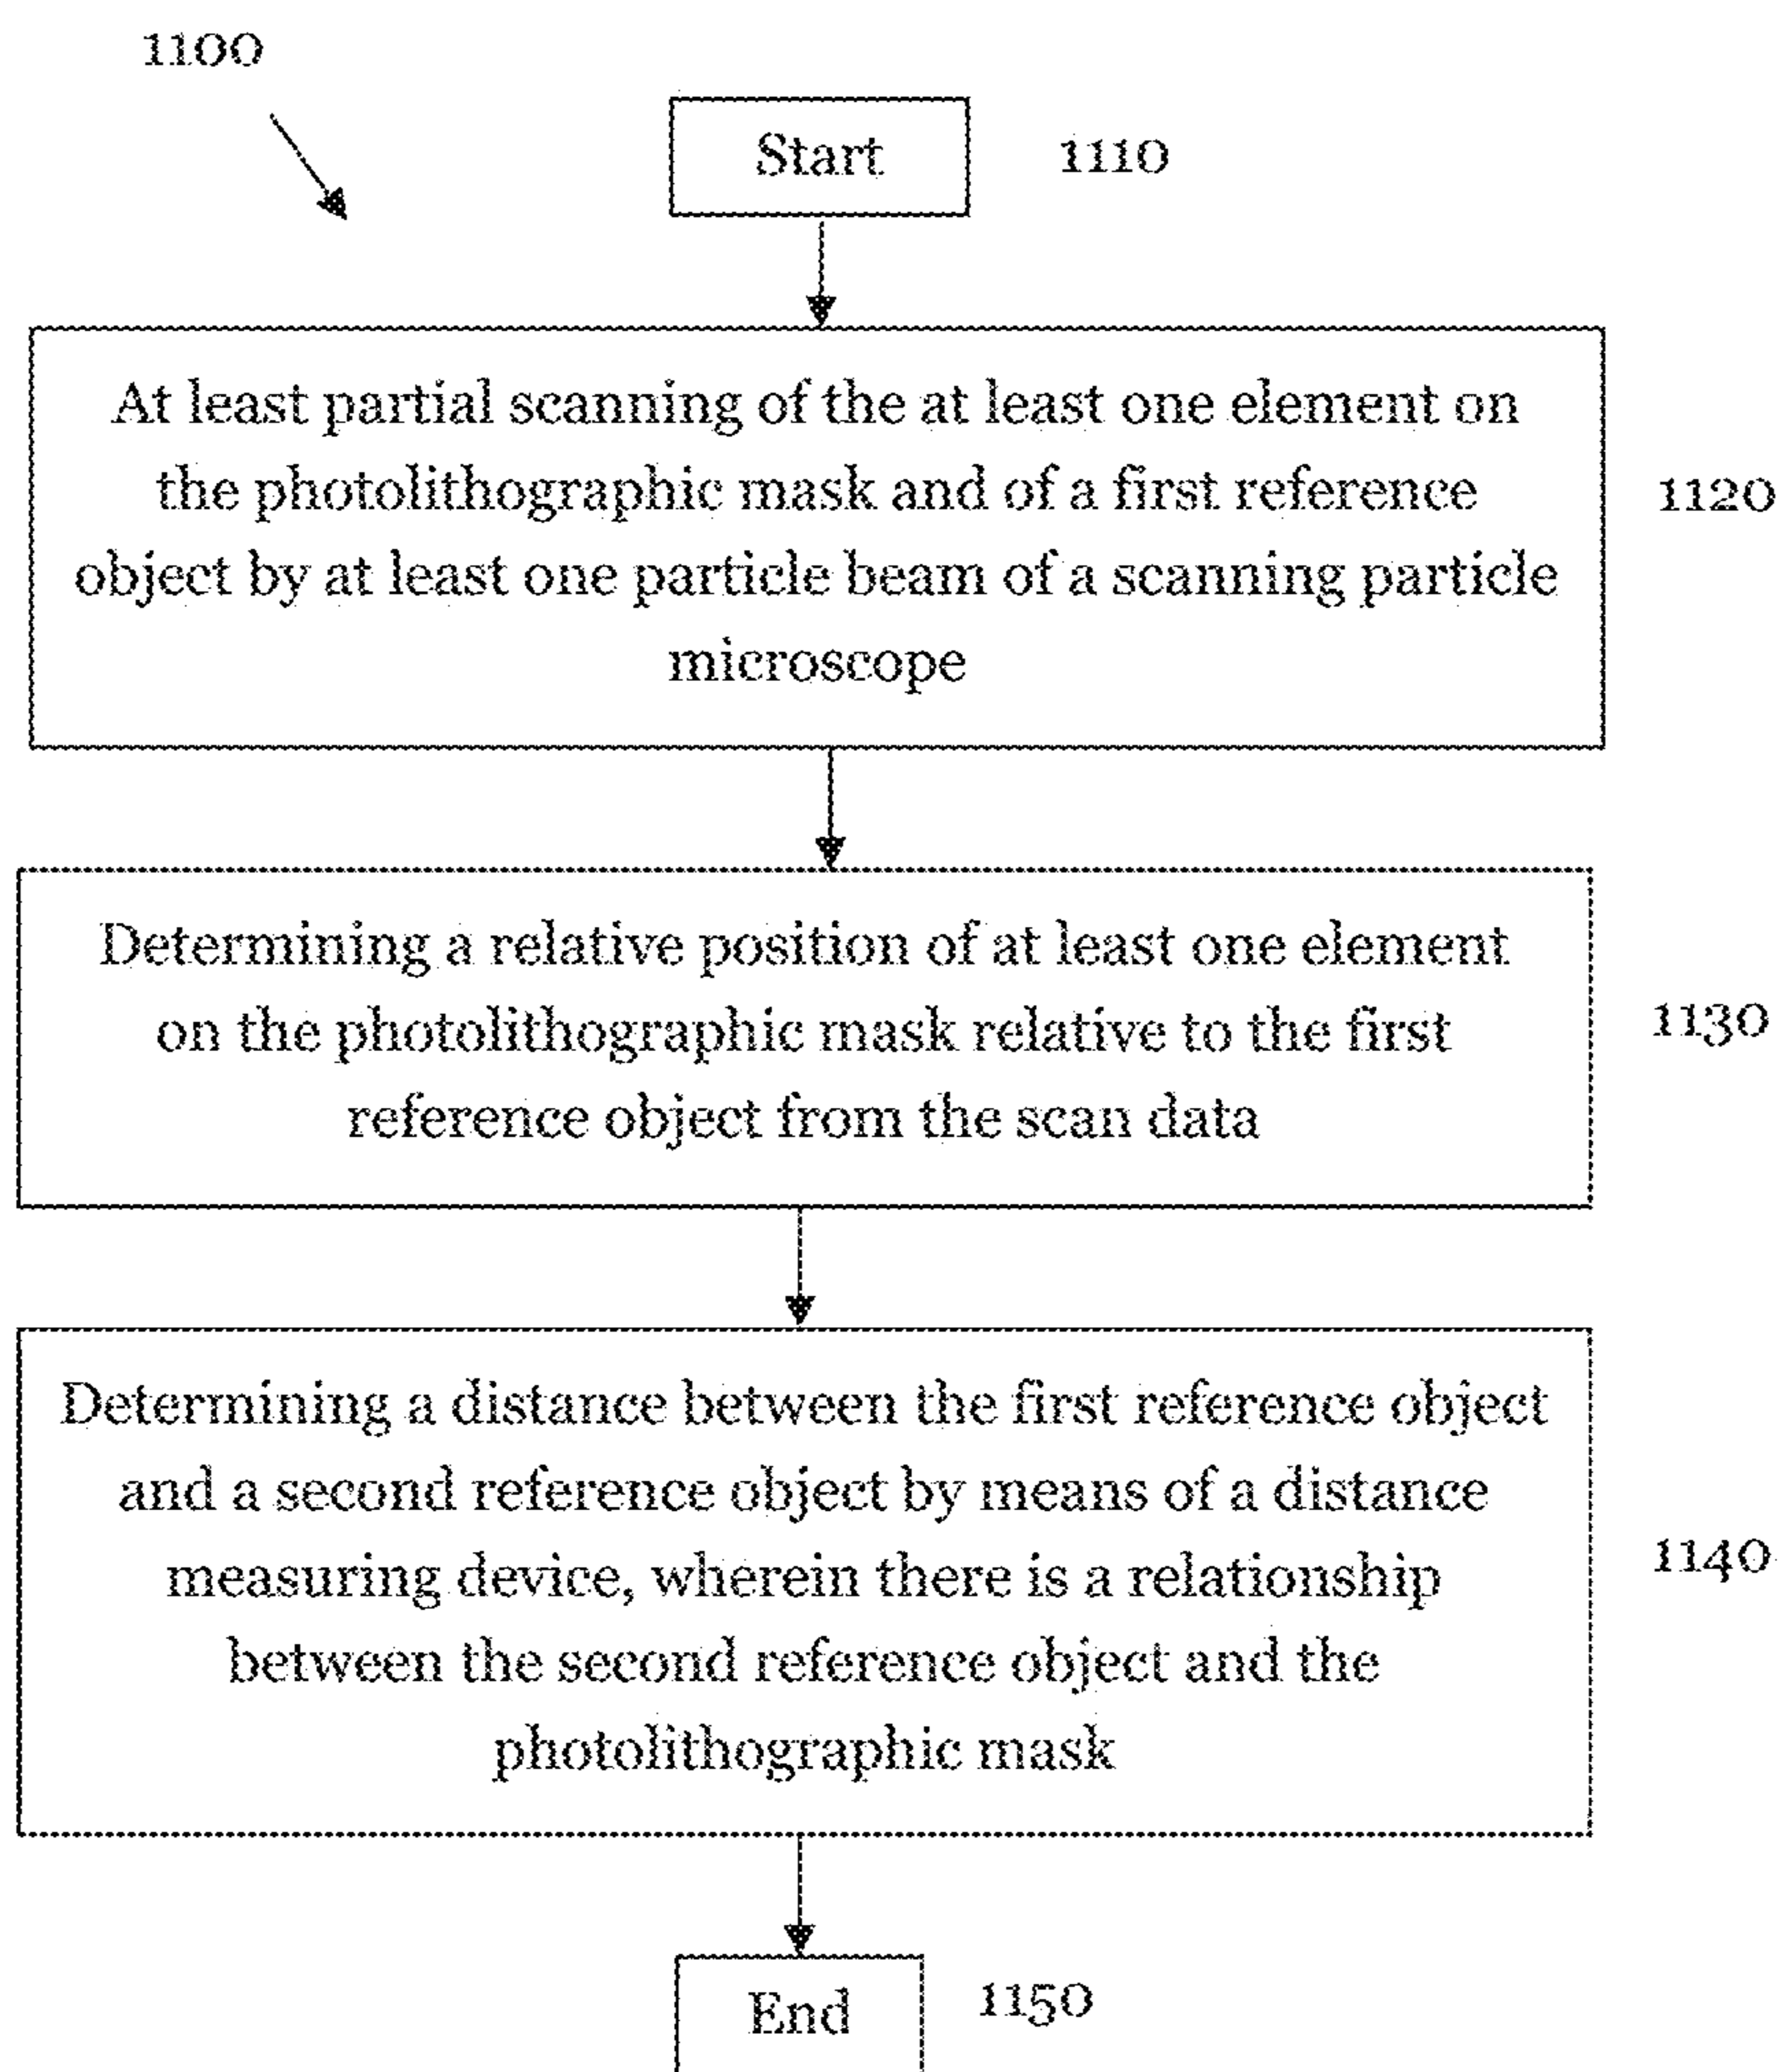 1100
Start
1110
At least partial scanning of the at least one element on
the photolithographic mask and of a first reference
object by at least one particle beam of a scanning particle
microscope
1120
Determining a relative position of at least one element
on the photolithographic mask relative to the first
reference object from the scan data
1130
Determining a distance between the first reference object
and a second reference object by means of a distance
measuring device, wherein there is a relationship
between the second reference object and the
photolithographic mask
1140
End
1150